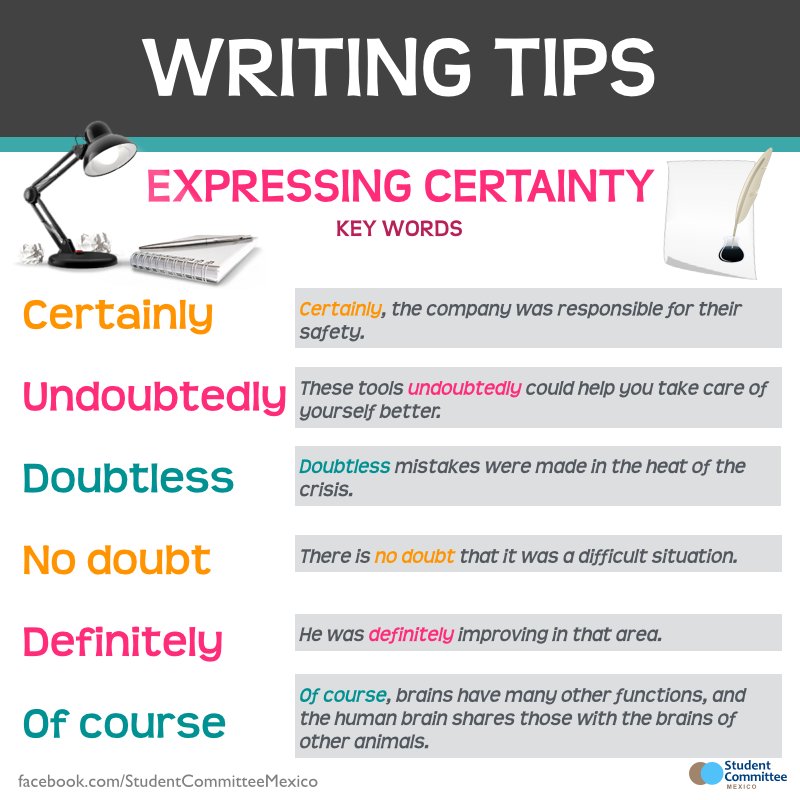 WRITING TIPS
EXPRESSING CERTAINTY
KEY WORDS
Certainly
Certainly, the company was responsible for their
safety.
Undoubtedly
These tools undoubtedly could help you take care of
yourself better.
Doubtless
Doubtless mistakes were made in the heat of the
crisis.
No doubt
There is no doubt that it was a difficult situation.
Definitely
He was definitely improving in that area.
Of course
Of course, brains have many other functions, and
the human brain shares those with the brains of
other animals.
facebook.com/StudentCommitteeMexico
Student
Committee
MEXICO